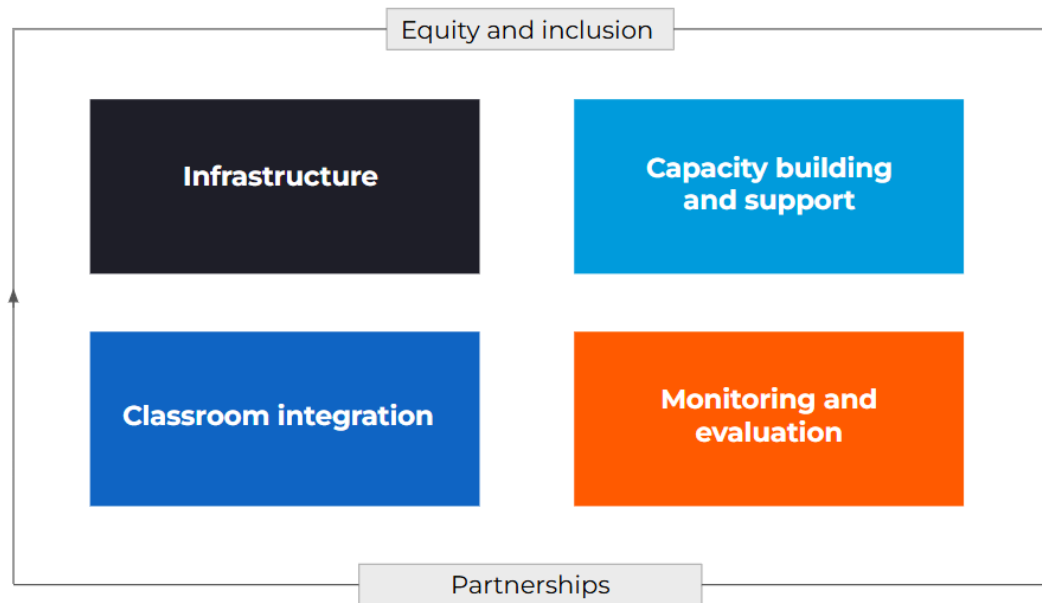 Equity and inclusion
Infrastructure
Capacity building
and support
Classroom integration
Monitoring and
evaluation
Partnerships